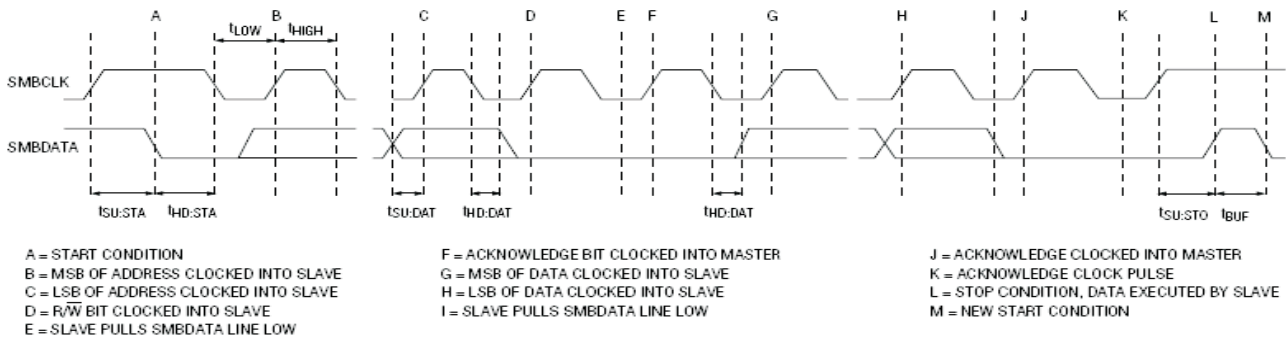 A B C D E F G H I J K L M
tLOW tHIGH
SMBCLK
SMBDATA
tSU:STA tHD:STA tSU:DAT tHD:DAT tHD:DAT tSU:STO tBUF
A = START CONDITION
B = MSB OF ADDRESS CLOCKED INTO SLAVE
C = LSB OF ADDRESS CLOCKED INTO SLAVE
D = R/W̅ BIT CLOCKED INTO SLAVE
E = SLAVE PULLS SMBDATA LINE LOW
F = ACKNOWLEDGE BIT CLOCKED INTO MASTER
G = MSB OF DATA CLOCKED INTO SLAVE
H = LSB OF DATA CLOCKED INTO SLAVE
I = SLAVE PULLS SMBDATA LINE LOW
J = ACKNOWLEDGE CLOCKED INTO MASTER
K = ACKNOWLEDGE CLOCK PULSE
L = STOP CONDITION, DATA EXECUTED BY SLAVE
M = NEW START CONDITION